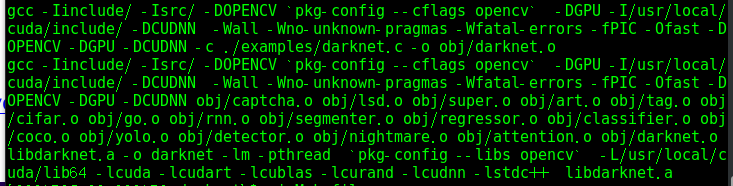 gcc -Iinclude/ -Isrc/ -DOPENCV `pkg-config --cflags opencv`  -DGPU -I/usr/local/
cuda/include/ -DCUDNN  -Wall -Wno-unknown-pragmas -Wfatal-errors -fPIC -Ofast -D
OPENCV -DGPU -DCUDNN -c ./examples/darknet.c -o obj/darknet.o
gcc -Iinclude/ -Isrc/ -DOPENCV `pkg-config --cflags opencv`  -DGPU -I/usr/local/
cuda/include/ -DCUDNN  -Wall -Wno-unknown-pragmas -Wfatal-errors -fPIC -Ofast -D
OPENCV -DGPU -DCUDNN obj/captcha.o obj/lsd.o obj/super.o obj/art.o obj/tag.o obj
/cifar.o obj/go.o obj/rnn.o obj/segmenter.o obj/regressor.o obj/classifier.o obj
/coco.o obj/yolo.o obj/detector.o obj/nightmare.o obj/attention.o obj/darknet.o
libdarknet.a -o darknet -lm -pthread  `pkg-config --libs opencv`  -L/usr/local/c
uda/lib64 -lcuda -lcudart -lcublas -lcurand -lcudnn -lstdc++  libdarknet.a